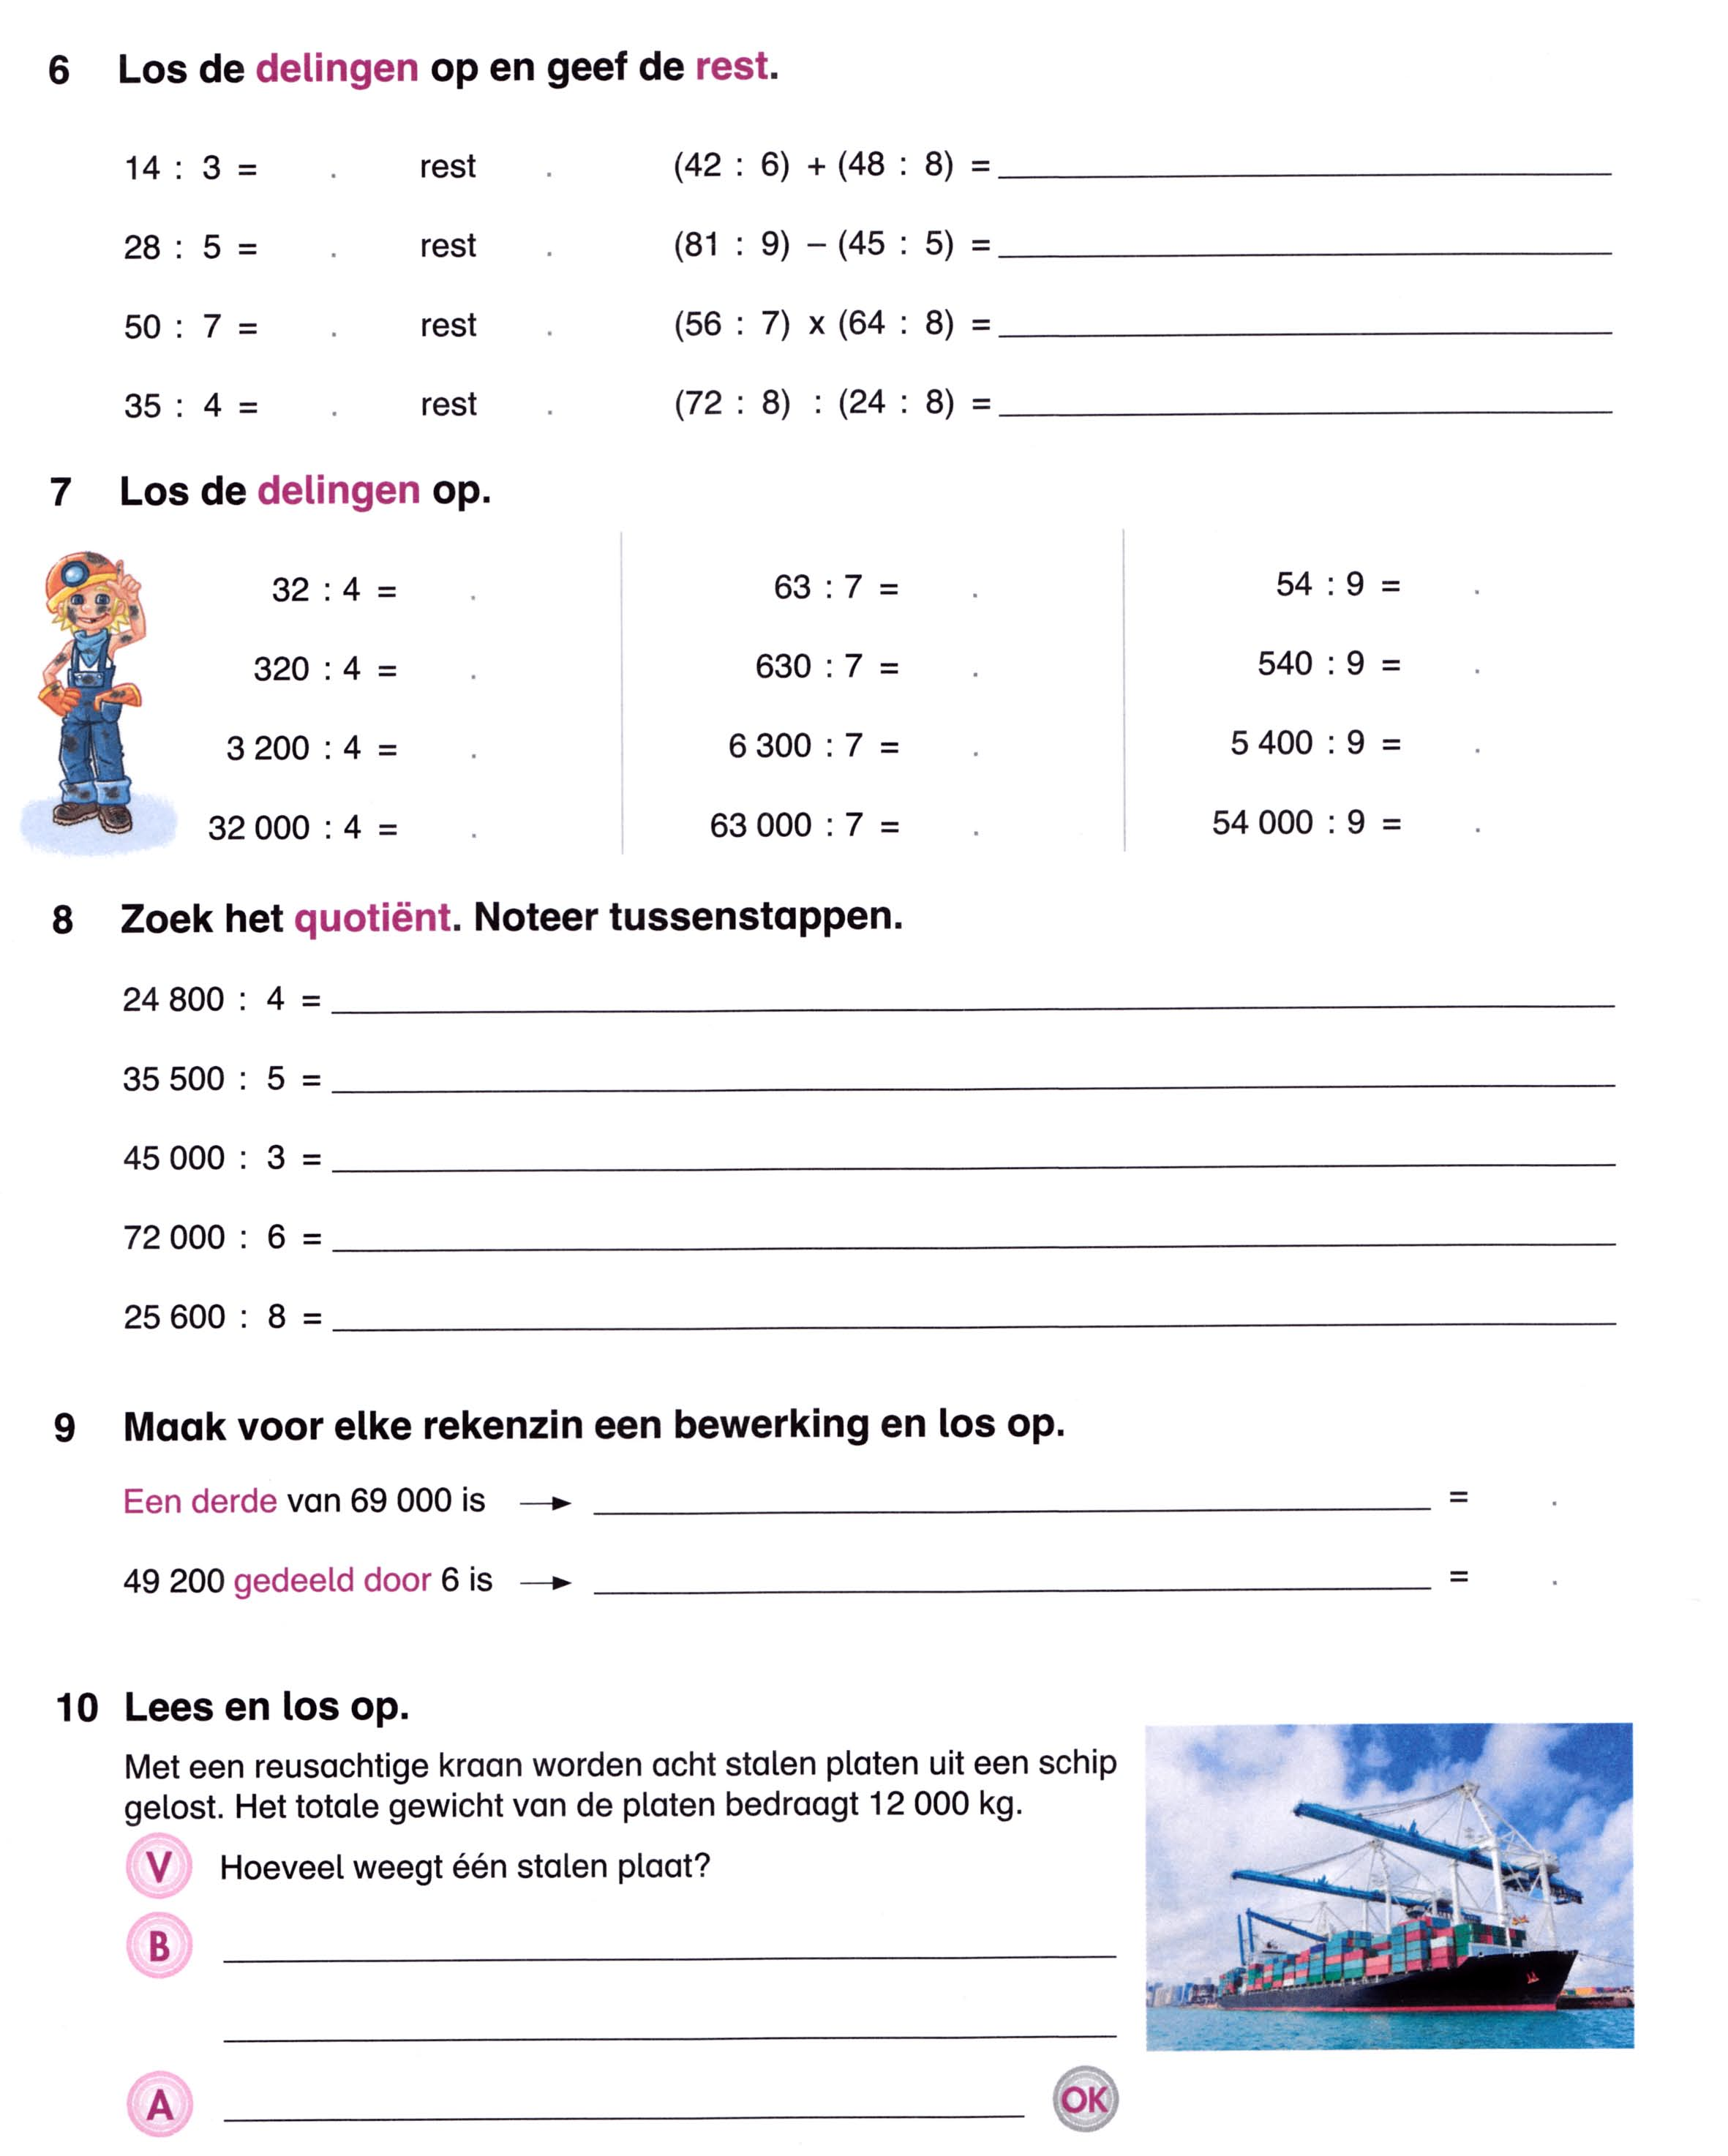 6 Los de delingen op en geef de rest.
14 : 3 = . rest . (42 : 6) + (48 : 8) =
28 : 5 = . rest . (81 : 9) – (45 : 5) =
50 : 7 = . rest . (56 : 7) x (64 : 8) =
35 : 4 = . rest . (72 : 8) : (24 : 8) =
7 Los de delingen op.
32 : 4 = . 63 : 7 = . 54 : 9 = .
320 : 4 = . 630 : 7 = . 540 : 9 = .
3 200 : 4 = . 6 300 : 7 = . 5 400 : 9 = .
32 000 : 4 = . 63 000 : 7 = . 54 000 : 9 = .
8 Zoek het quotiënt. Noteer tussenstappen.
24 800 : 4 =
35 500 : 5 =
45 000 : 3 =
72 000 : 6 =
25 600 : 8 =
9 Maak voor elke rekenzin een bewerking en los op.
Een derde van 69 000 is → = .
49 200 gedeeld door 6 is → = .
10 Lees en los op.
Met een reusachtige kraan worden acht stalen platen uit een schip
gelost. Het totale gewicht van de platen bedraagt 12 000 kg.
V Hoeveel weegt één stalen plaat?
B
A
OK